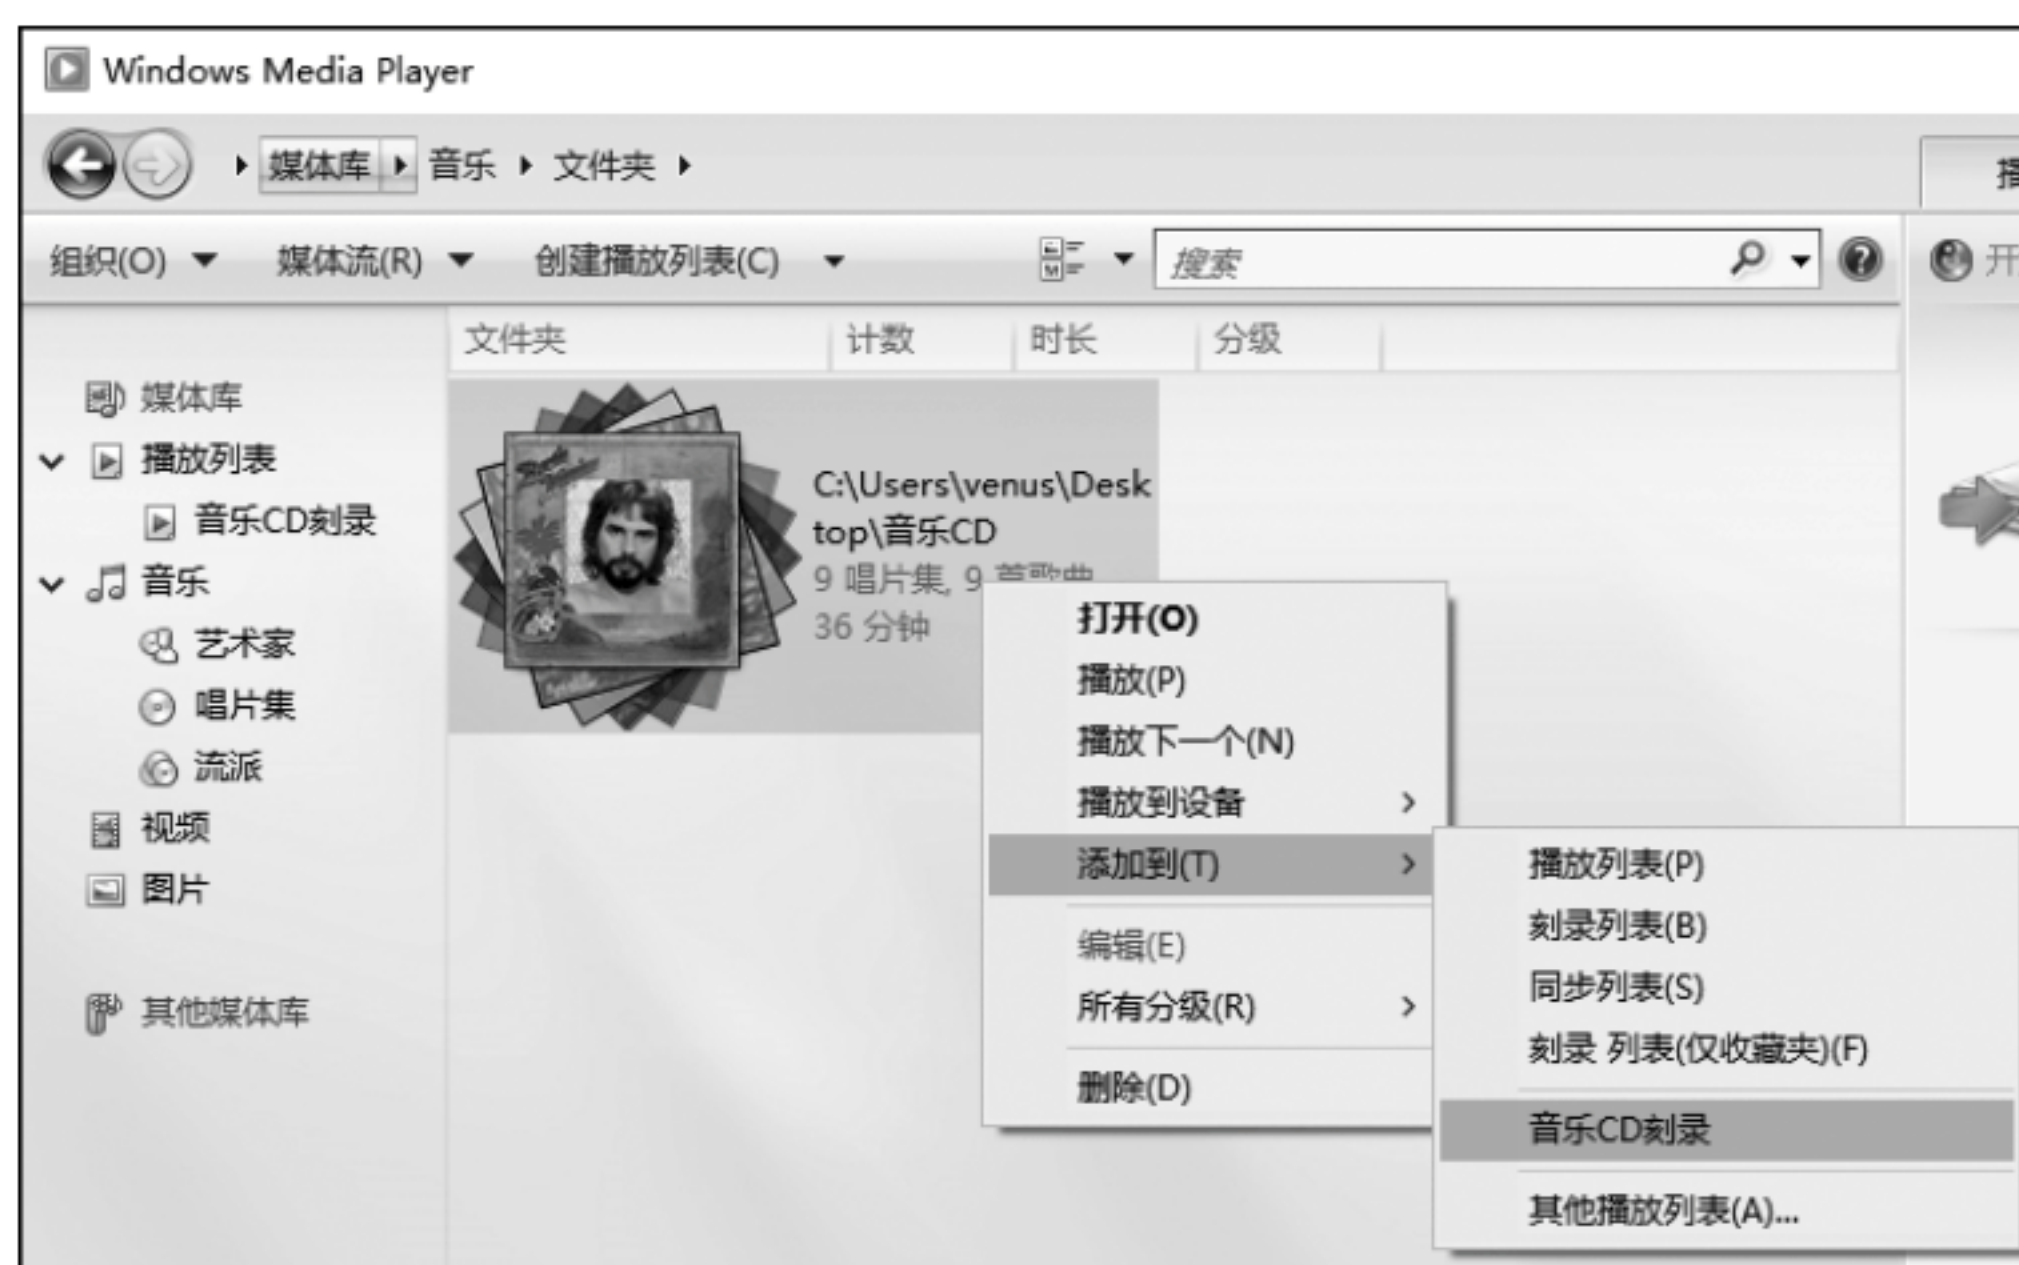 Windows Media Player
媒体库 音乐 文件夹
组织(O) 媒体流(R) 创建播放列表(C) 搜索
文件夹 计数 时长 分级
媒体库
播放列表
音乐CD刻录
音乐
艺术家
唱片集
流派
视频
图片
其他媒体库
C:\Users\venus\Desk
top\音乐CD
9 唱片集, 9 首歌曲
36 分钟
打开(O)
播放(P)
播放下一个(N)
播放到设备
添加到(T)
编辑(E)
所有分级(R)
删除(D)
播放列表(P)
刻录列表(B)
同步列表(S)
刻录 列表(仅收藏夹)(F)
音乐CD刻录
其他播放列表(A)...